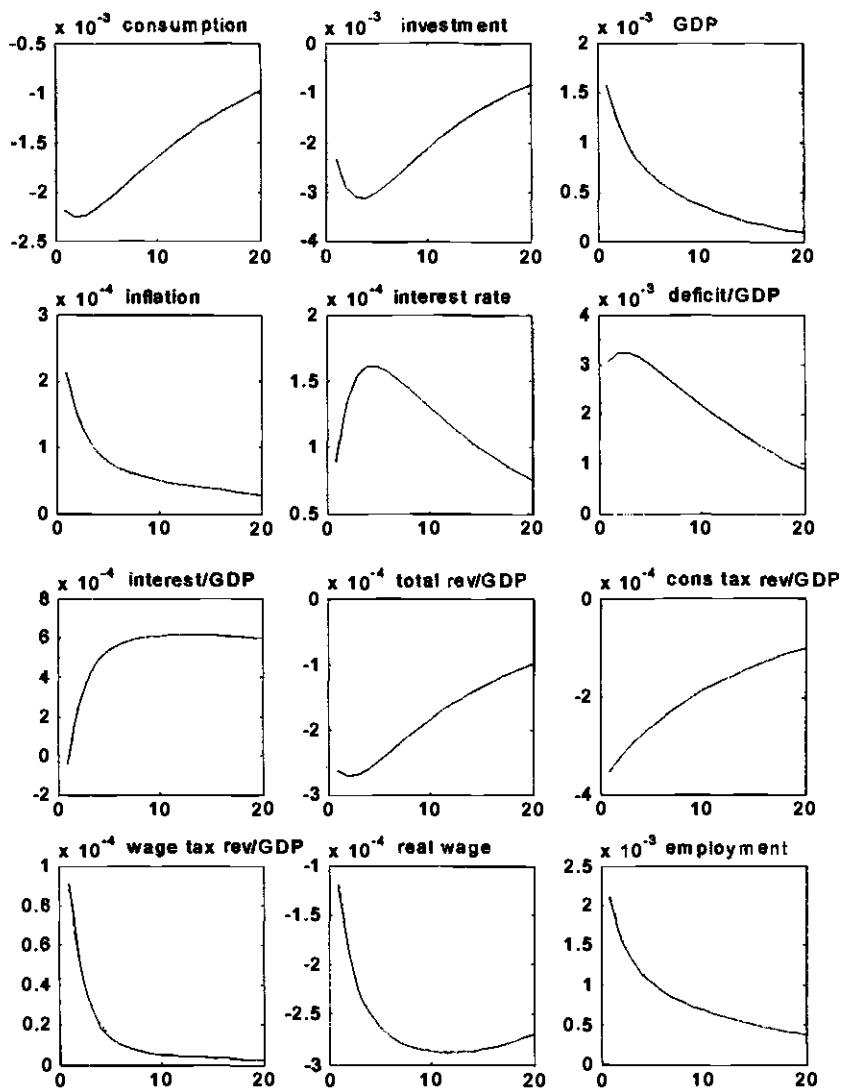 x 10⁻³ consumption
-0.5
-1
-1.5
-2
-2.5
0 10 20
x 10⁻³ investment
0
-1
-2
-3
-4
0 10 20
x 10⁻³ GDP
2
1.5
1
0.5
0
0 10 20
x 10⁻⁴ inflation
3
2
1
0
0 10 20
x 10⁻⁴ interest rate
2
1.5
1
0.5
0 10 20
x 10⁻³ deficit/GDP
4
3
2
1
0
0 10 20
x 10⁻⁴ interest/GDP
8
6
4
2
0
-2
0 10 20
x 10⁻⁴ total rev/GDP
0
-1
-2
-3
0 10 20
x 10⁻⁴ cons tax rev/GDP
0
-2
-4
0 10 20
x 10⁻⁴ wage tax rev/GDP
1
0.8
0.6
0.4
0.2
0
0 10 20
x 10⁻⁴ real wage
-1
-1.5
-2
-2.5
-3
0 10 20
x 10⁻³ employment
2.5
2
1.5
1
0.5
0
0 10 20